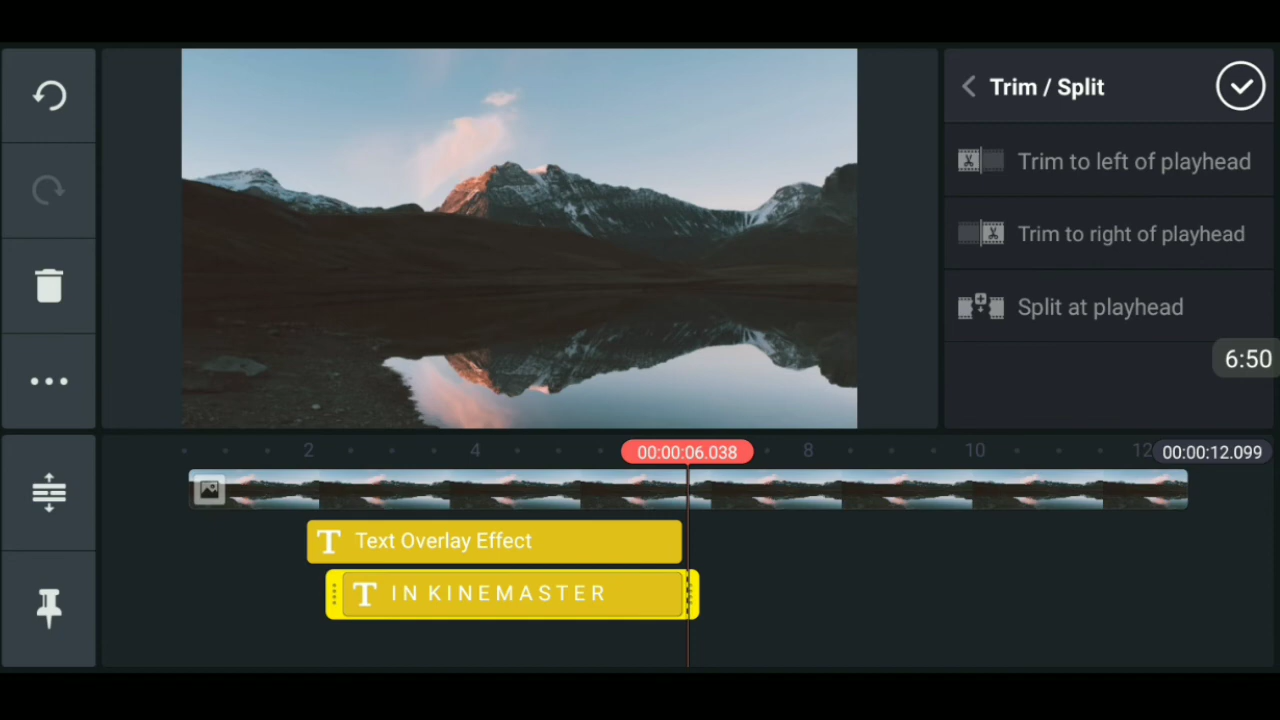 Trim / Split
Trim to left of playhead
Trim to right of playhead
Split at playhead
6:50
2 4 00:00:06.038 8 10 12 00:00:12.099
T Text Overlay Effect
T IN KINEMASTER